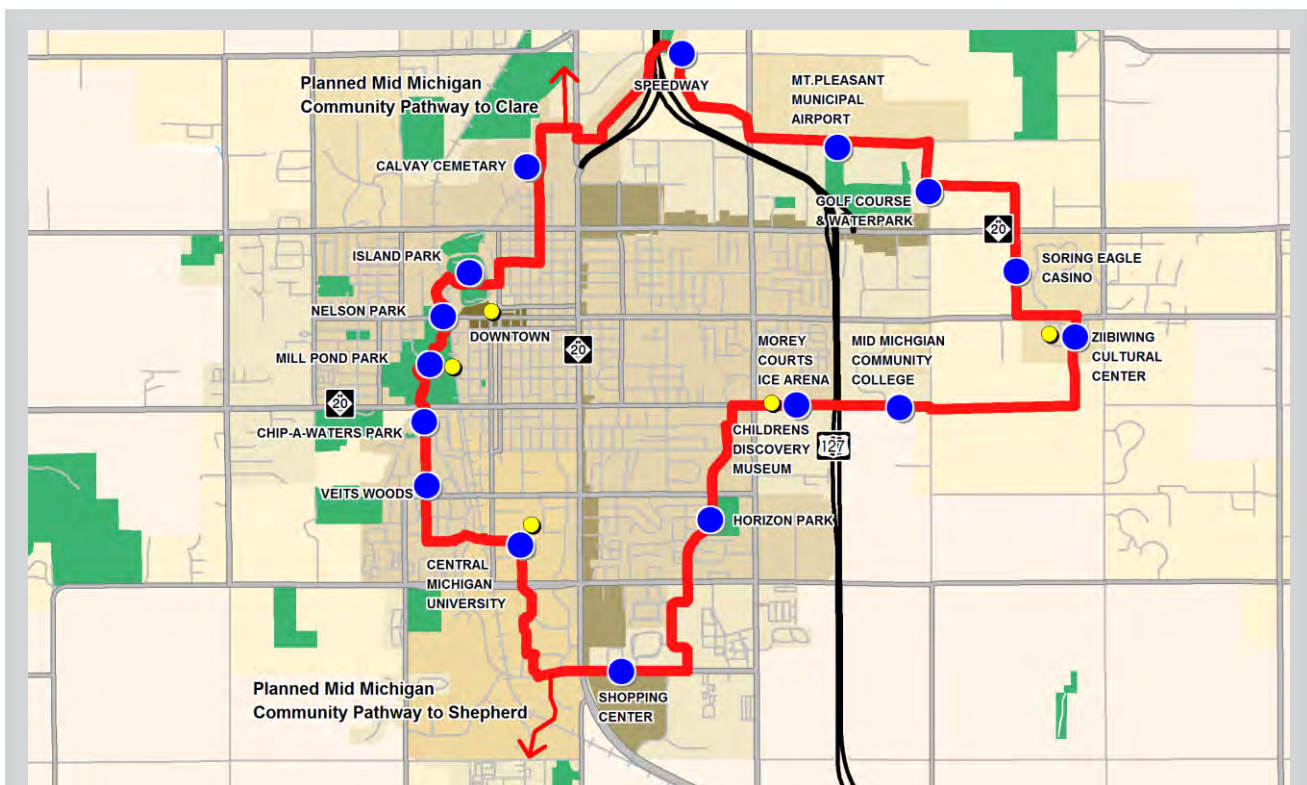 Planned Mid Michigan
Community Pathway to Clare
SPEEDWAY
MT.PLEASANT
MUNICIPAL
AIRPORT
CALVAY CEMETARY
GOLF COURSE
& WATERPARK
M
20
ISLAND PARK
SORING EAGLE
CASINO
NELSON PARK
DOWNTOWN
M
20
MOREY
COURTS
ICE ARENA
MID MICHGIAN
COMMUNITY
COLLEGE
ZIIBIWING
CULTURAL
CENTER
MILL POND PARK
M
20
CHIP-A-WATERS PARK
CHILDRENS
DISCOVERY
MUSEUM
127
VEITS WOODS
HORIZON PARK
CENTRAL
MICHIGAN
UNIVERSITY
Planned Mid Michigan
Community Pathway to Shepherd
SHOPPING
CENTER